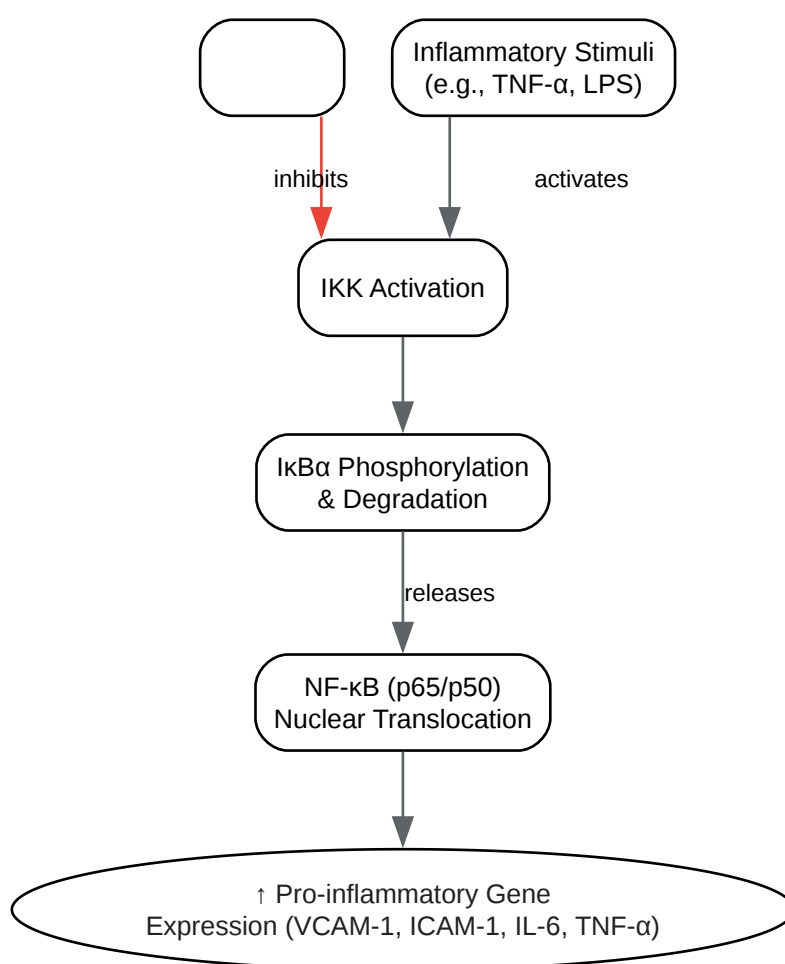 Inflammatory Stimuli
(e.g., TNF-α, LPS)
inhibits
activates
IKK Activation
IκBα Phosphorylation
& Degradation
releases
NF-κB (p65/p50)
Nuclear Translocation
↑ Pro-inflammatory Gene
Expression (VCAM-1, ICAM-1, IL-6, TNF-α)